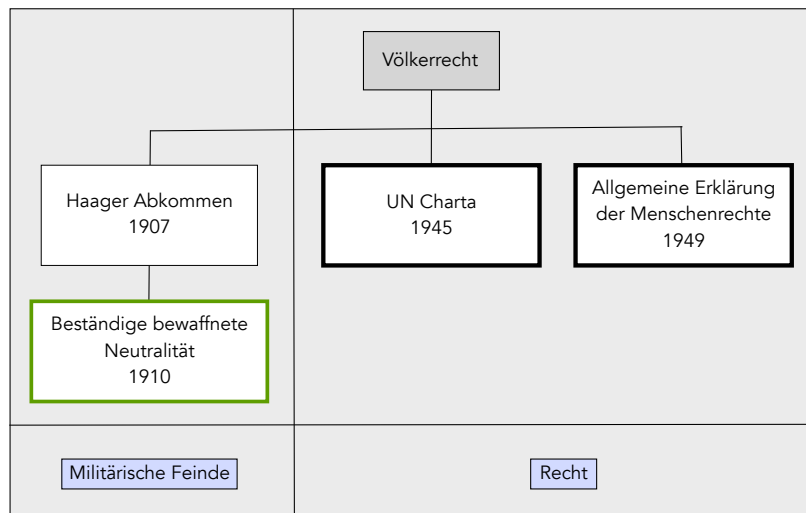 Völkerrecht
Haager Abkommen
1907
UN Charta
1945
Allgemeine Erklärung
der Menschenrechte
1949
Beständige bewaffnete
Neutralität
1910
Militärische Feinde
Recht